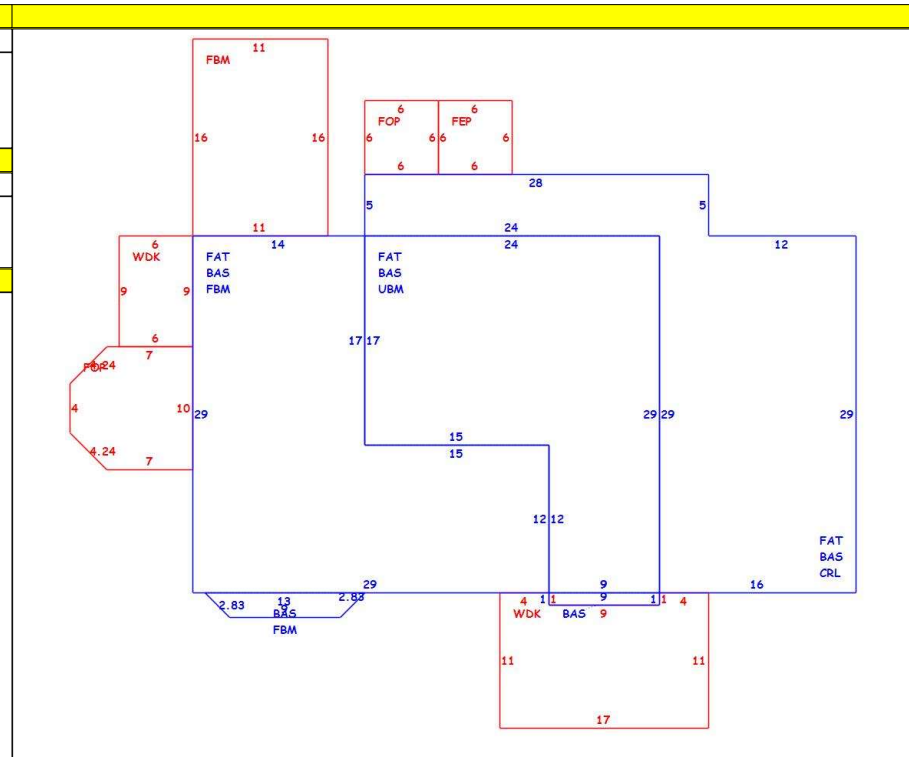 11
FBM
16 16
6 6
FOP FEP
6 6 6 6
6 6
28
5 5
11 24
6 14 24 12
WDK FAT FAT
BAS BAS
FBM UBM
9 9
6 17 17
7
FOP 4.24
4 10 29 29 29 29
15
4.24 15
7
12 12
FAT
BAS
CRL
29 9 16
2.83 13 2.83 4 1 1 9 1 1 4
9
BAS WDK BAS 9
FBM
11 11
17